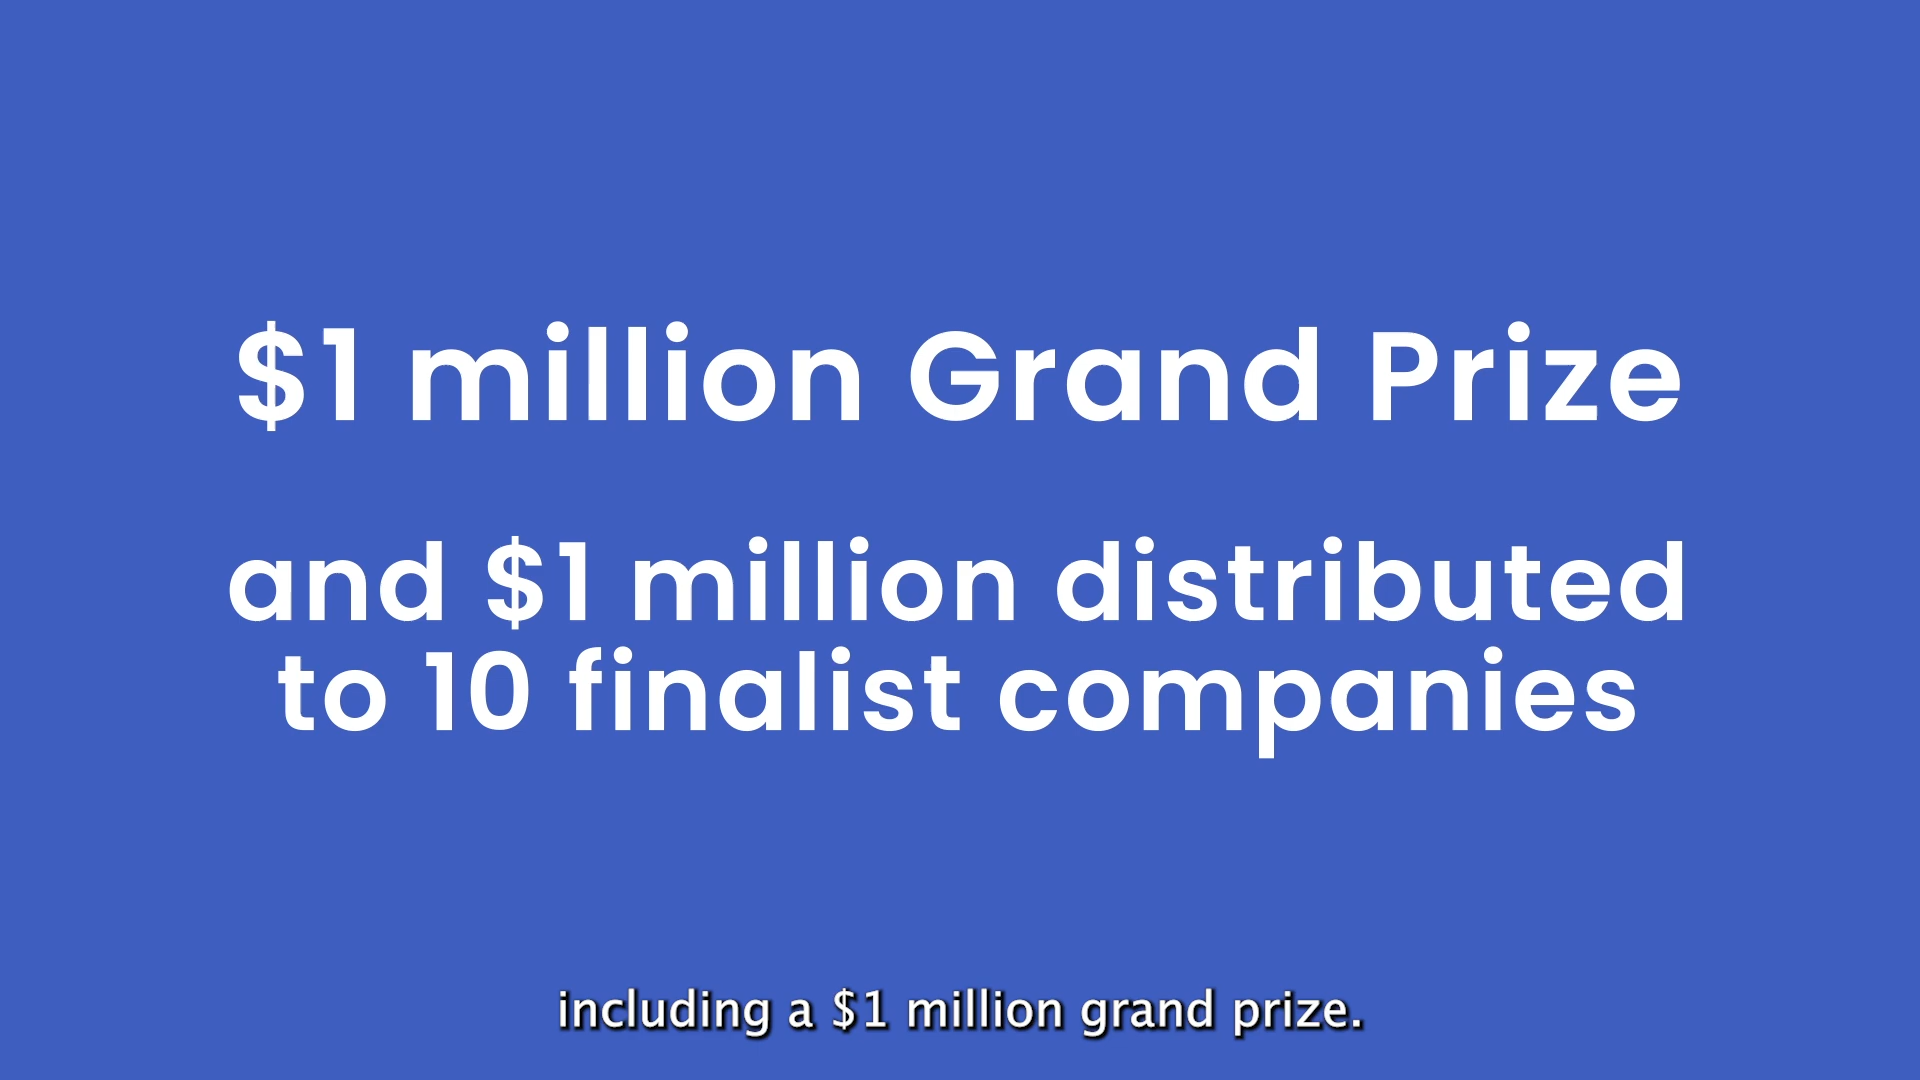 $1 million Grand Prize
and $1 million distributed
to 10 finalist companies
including a $1 million grand prize.